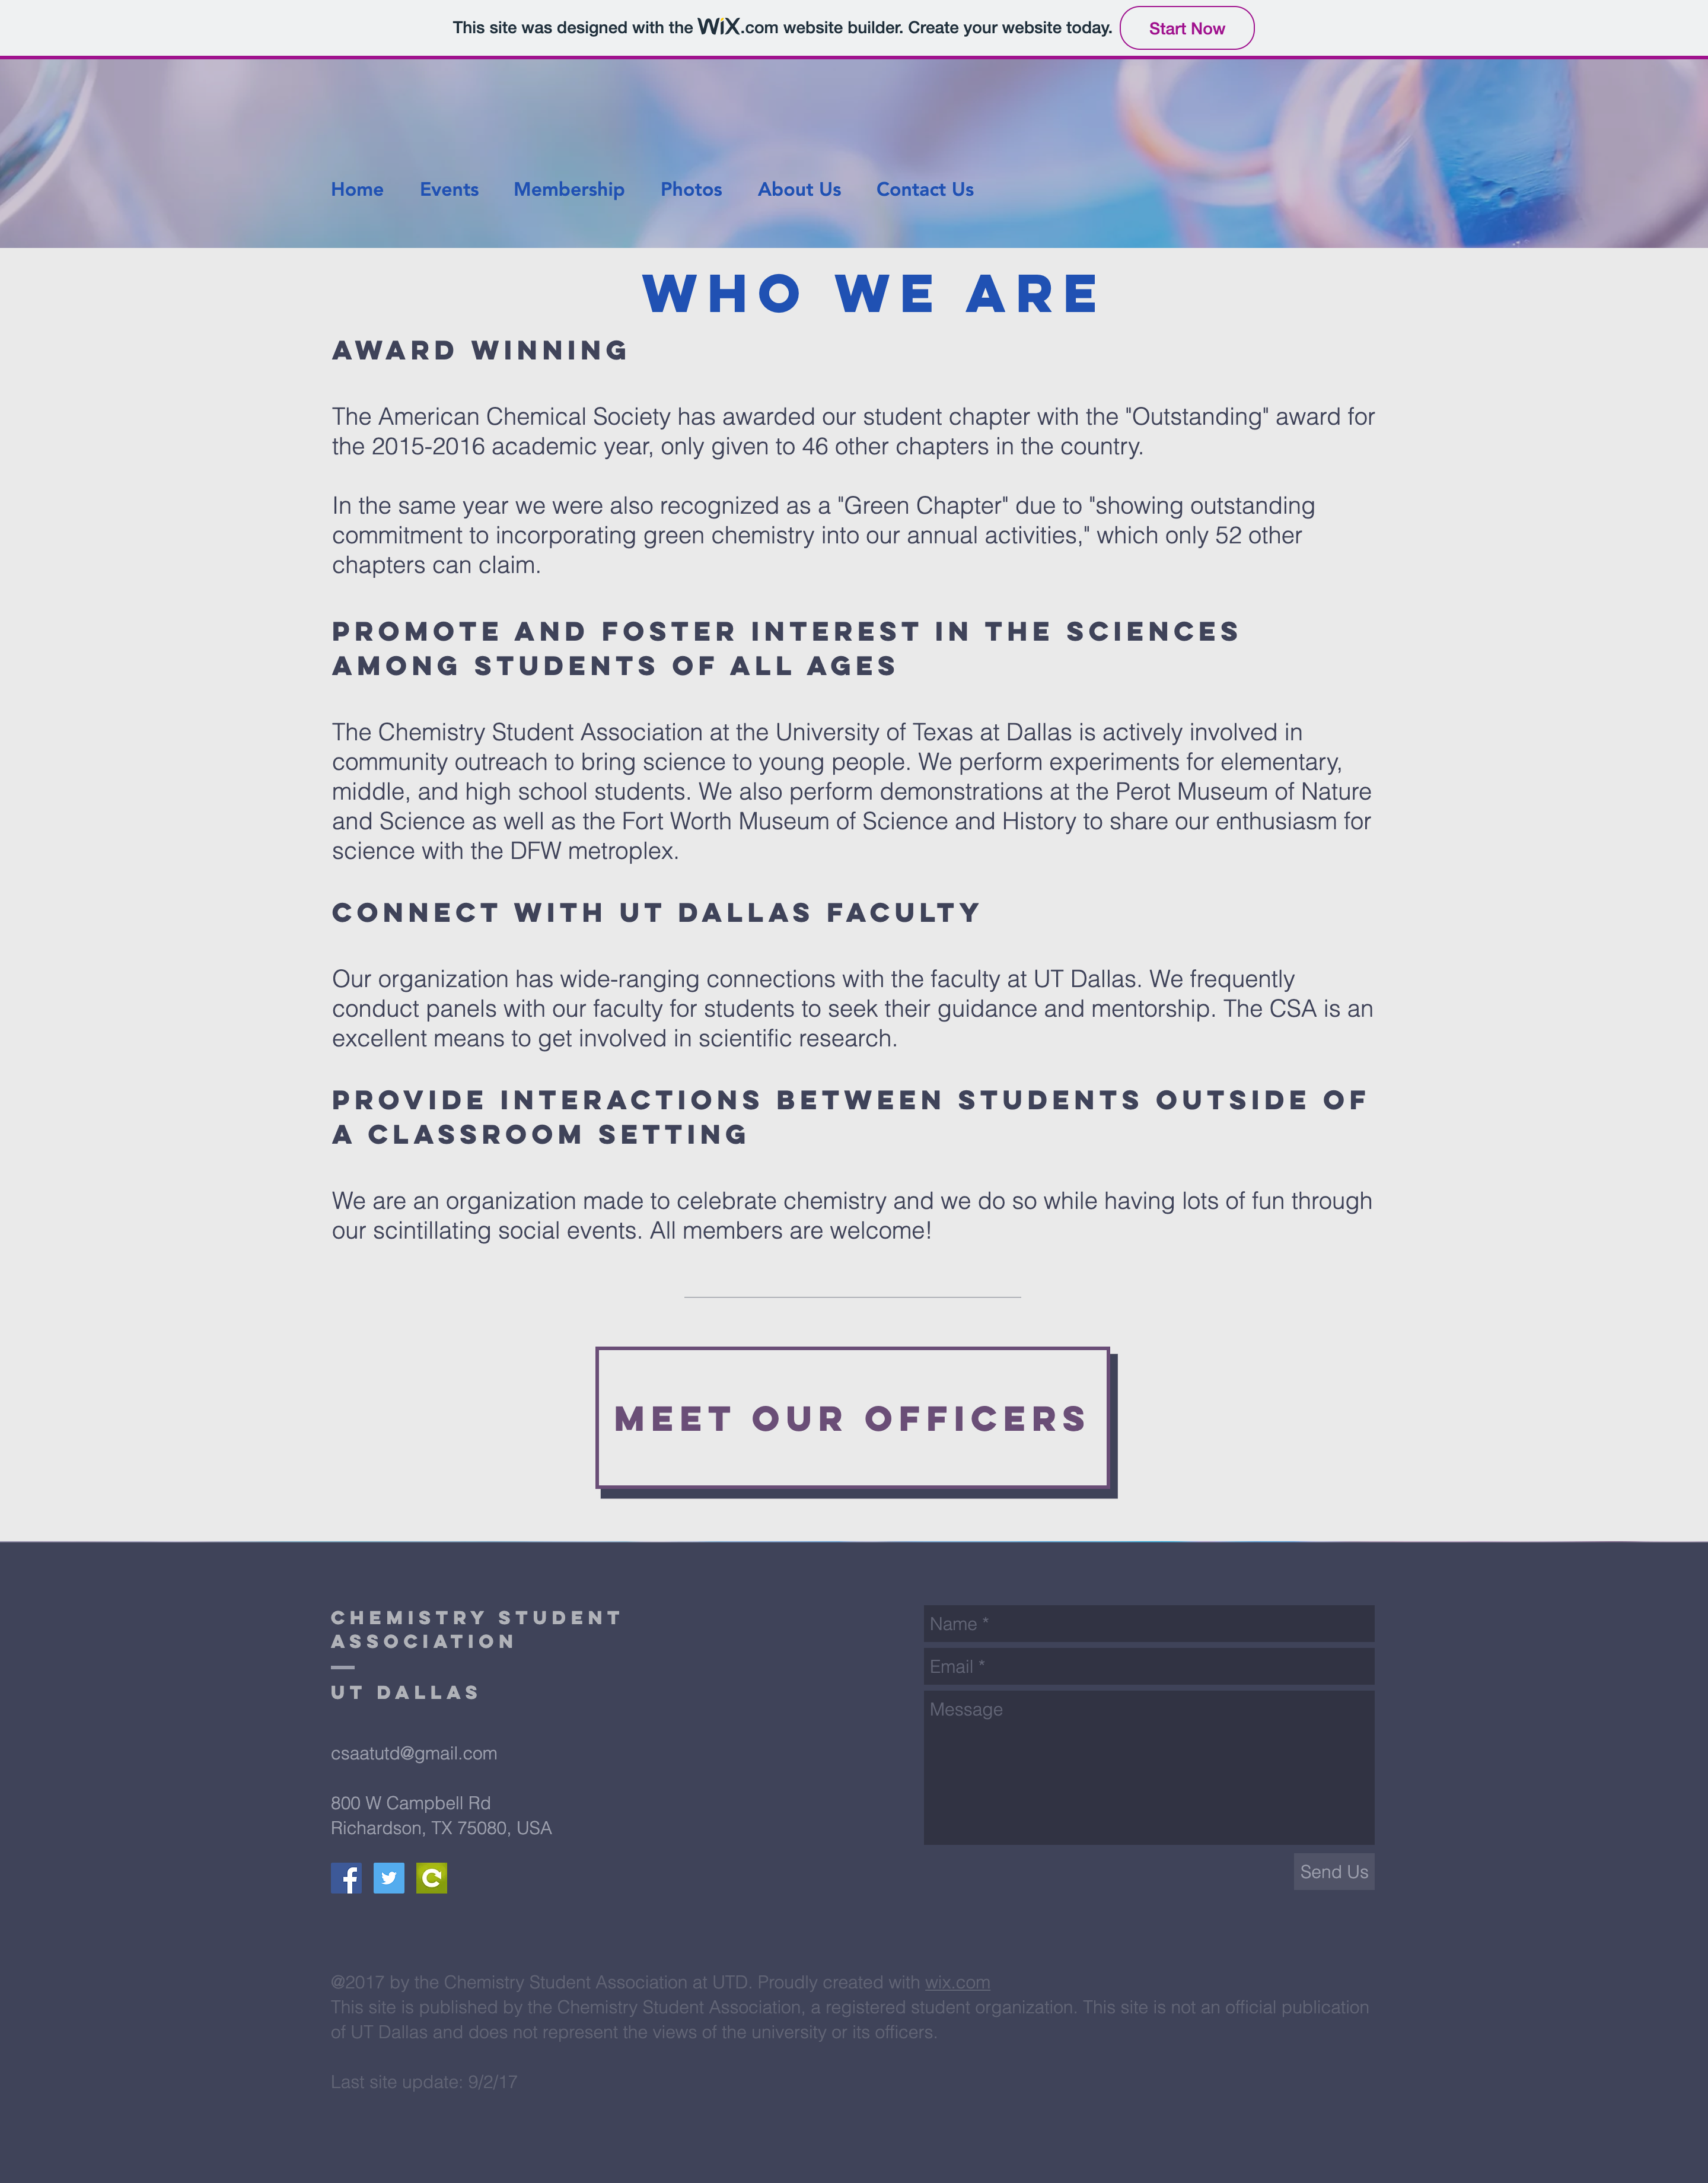 This site was designed with the WiX.com website builder. Create your website today.
Start Now
Home Events Membership Photos About Us Contact Us
WHO WE ARE
AWARD WINNING
The American Chemical Society has awarded our student chapter with the "Outstanding" award for
the 2015-2016 academic year, only given to 46 other chapters in the country.
In the same year we were also recognized as a "Green Chapter" due to "showing outstanding
commitment to incorporating green chemistry into our annual activities," which only 52 other
chapters can claim.
PROMOTE AND FOSTER INTEREST IN THE SCIENCES
AMONG STUDENTS OF ALL AGES
The Chemistry Student Association at the University of Texas at Dallas is actively involved in
community outreach to bring science to young people. We perform experiments for elementary,
middle, and high school students. We also perform demonstrations at the Perot Museum of Nature
and Science as well as the Fort Worth Museum of Science and History to share our enthusiasm for
science with the DFW metroplex.
CONNECT WITH UT DALLAS FACULTY
Our organization has wide-ranging connections with the faculty at UT Dallas. We frequently
conduct panels with our faculty for students to seek their guidance and mentorship. The CSA is an
excellent means to get involved in scientific research.
PROVIDE INTERACTIONS BETWEEN STUDENTS OUTSIDE OF
A CLASSROOM SETTING
We are an organization made to celebrate chemistry and we do so while having lots of fun through
our scintillating social events. All members are welcome!
MEET OUR OFFICERS
CHEMISTRY STUDENT
ASSOCIATION
UT DALLAS
csaatutd@gmail.com
800 W Campbell Rd
Richardson, TX 75080, USA
Name *
Email *
Message
Send Us
@2017 by the Chemistry Student Association at UTD. Proudly created with wix.com
This site is published by the Chemistry Student Association, a registered student organization. This site is not an official publication
of UT Dallas and does not represent the views of the university or its officers.
Last site update: 9/2/17